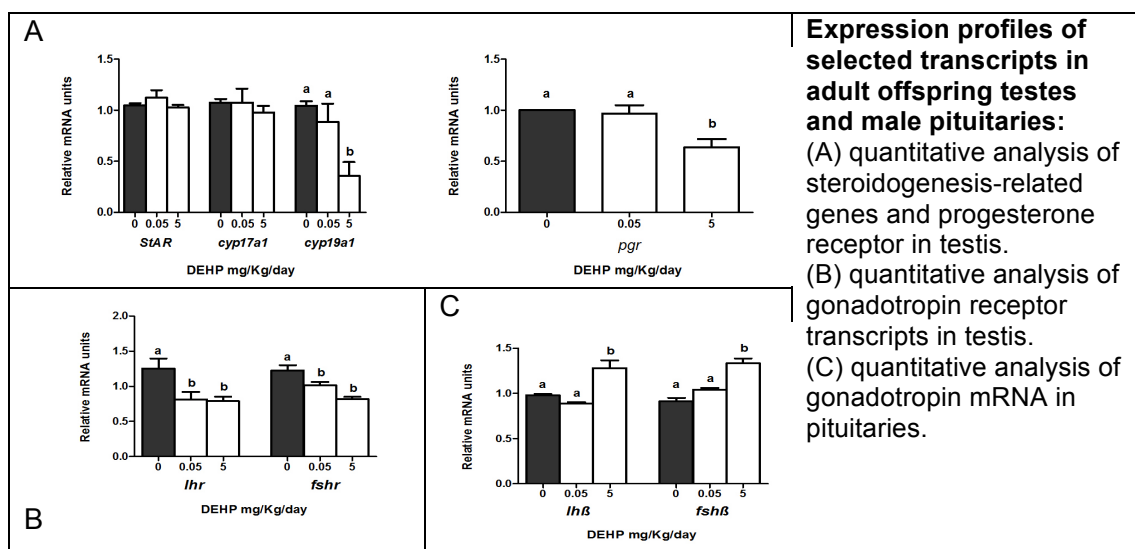 A
Relative mRNA units
1.5
1.0
0.5
0.0
a a
b
0 0.05 5 0 0.05 5 0 0.05 5
StAR cyp17a1 cyp19a1
DEHP mg/Kg/day
Relative mRNA units
1.5
1.0
0.5
0.0
a a
b
0 0.05 5
pgr
DEHP mg/Kg/day
Expression profiles of
selected transcripts in
adult offspring testes
and male pituitaries:
(A) quantitative analysis of
steroidogenesis-related
genes and progesterone
receptor in testis.
(B) quantitative analysis of
gonadotropin receptor
transcripts in testis.
(C) quantitative analysis of
gonadotropin mRNA in
pituitaries.
B
Relative mRNA units
2.0
1.5
1.0
0.5
0.0
a b b a b b
0 0.05 5 0 0.05 5
lhr fshr
DEHP mg/Kg/day
C
Relative mRNA units
1.5
1.0
0.5
0.0
a a b a a b
0 0.05 5 0 0.05 5
lhß fshß
DEHP mg/Kg/day